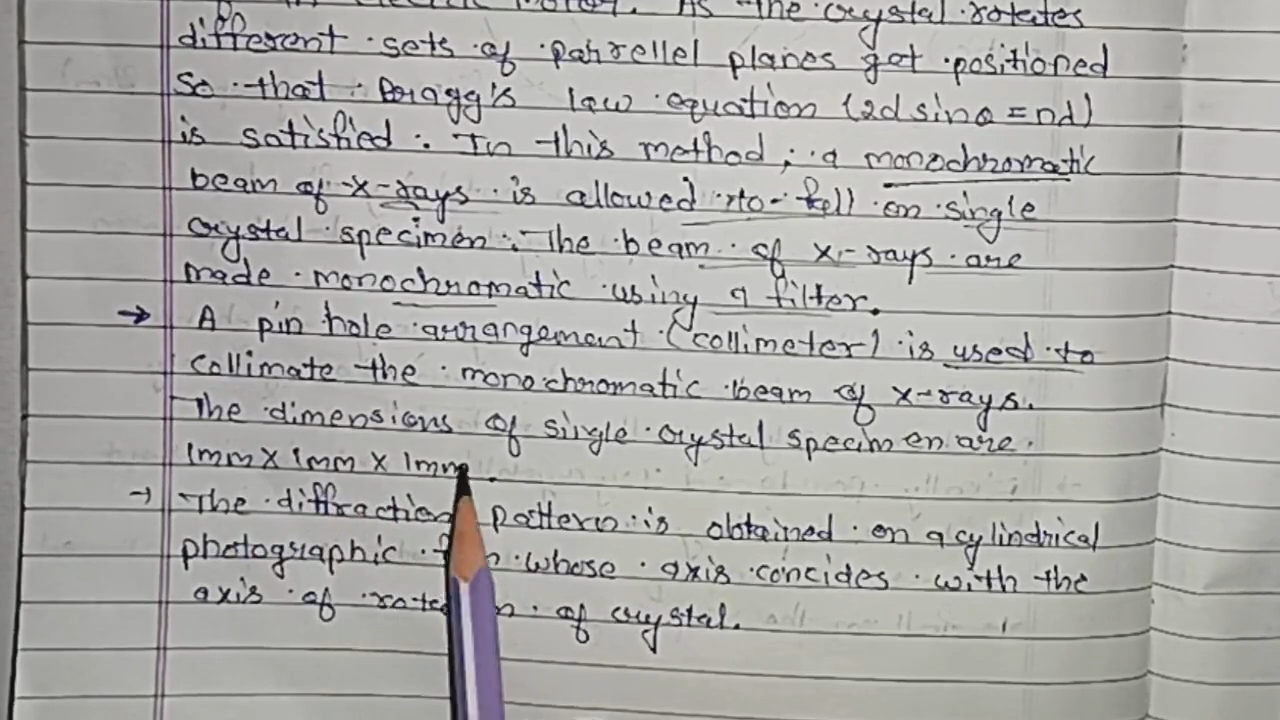 As the crystal rotates
different sets of parrellel planes get positioned
So that Bragg's law equation (2d sinθ = nλ)
is satisfied. In this method, a monochromatic
beam of x-rays is allowed to fall on single
crystal specimen. The beam of x-rays are
made monochromatic using a filter.
→ A pin hole arrangement (collimeter) is used to
collimate the monochromatic beam of x-rays.
The dimensions of single crystal specimen are
1mm x 1mm x 1mm.
→ The diffraction pattern is obtained on a cylindrical
photographic whose axis concides with the
axis of of crystal.